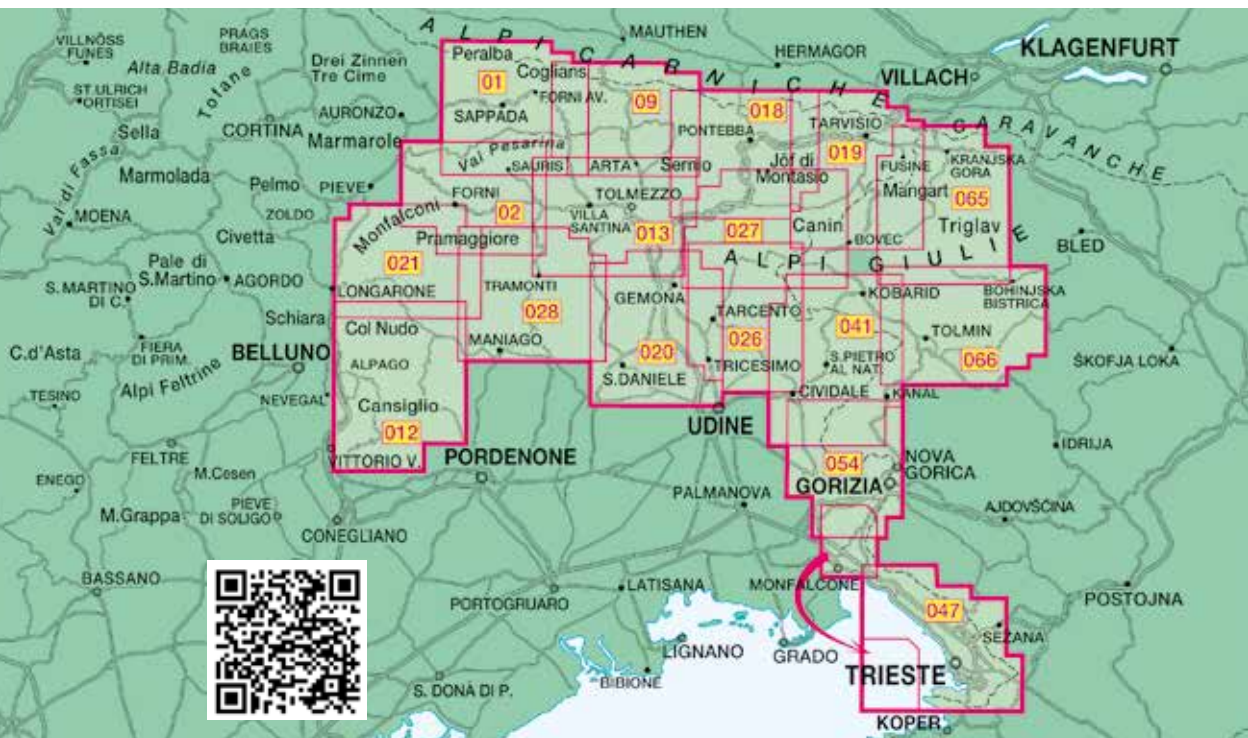 ALPI CARNICHE
MAUTHEN
HERMAGOR
KLAGENFURT
VILLACH
VILLNÖSS
FUNES
PRAGS
BRAIES
Alta Badia
Drei Zinnen
Tre Cime
Tofane
ST.ULRICH
ORTISEI
AURONZO
CORTINA
Marmarole
Sella
Val di Fassa
Marmolada
Pelmo
PIEVE
ZOLDO
MOENA
Civetta
Pale di
S.Martino
AGORDO
S. MARTINO
DI C.
Schiara
FIERA
DI PRIM.
C.d'Asta
BELLUNO
Alpi Feltrine
TESINO
NEVEGAL
FELTRE
M.Cesen
ENEGO
M.Grappa
PIEVE
DI SOLIGO
CONEGLIANO
BASSANO
Peralba
01
Coglians
FORNI AV.
SAPPADA
09
018
PONTEBBA
TARVISIO
CARAVANCHE
019
FUSINE
KRANJSKA
GORA
Val Pesarina
SAURIS
ARTA
Sernio
Jôf di
Montasio
Mangart
065
Triglav
FORNI
02
TOLMEZZO
VILLA
SANTINA
013
027
Canin
BOVEC
BLED
Monfalconi
Pramaggiore
021
LONGARONE
ALPI GIULIE
TRAMONTI
028
GEMONA
KOBARID
BOHINJSKA
BISTRICA
Col Nudo
MANIAGO
TARCENTO
026
041
TOLMIN
066
ALPAGO
020
S.DANIELE
TRICESIMO
S.PIETRO
AL NAT.
ŠKOFJA LOKA
Cansiglio
012
CIVIDALE
KANAL
UDINE
VITTORIO V.
PORDENONE
054
NOVA
GORICA
GORIZIA
IDRIJA
PALMANOVA
AJDOVŠČINA
MONFALCONE
LATISANA
PORTOGRUARO
047
SEZANA
POSTOJNA
LIGNANO
GRADO
TRIESTE
BIBIONE
S. DONÀ DI P.
KOPER